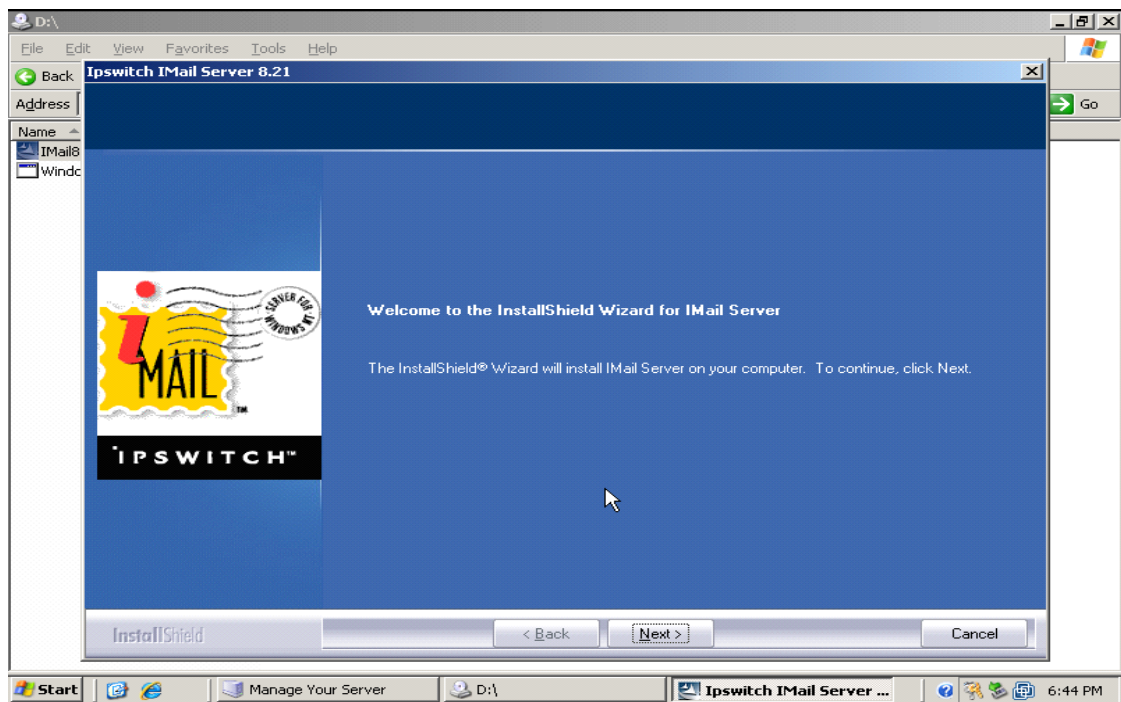 D:\
File Edit View Favorites Tools Help
Back
Ipswitch IMail Server 8.21
Address
Go
Name
IMail8
Windo
SERVER FOR WINDOWS NT
i MAIL TM
IPSWITCH™
Welcome to the InstallShield Wizard for IMail Server
The InstallShield® Wizard will install IMail Server on your computer. To continue, click Next.
InstallShield
< Back Next > Cancel
Start Manage Your Server D:\ Ipswitch IMail Server ... 6:44 PM